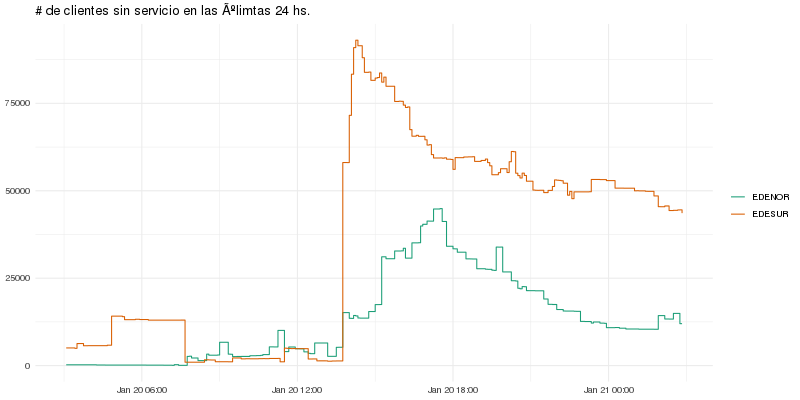 # de clientes sin servicio en las Ãºlimtas 24 hs.
75000
50000
25000
0
Jan 20 06:00
Jan 20 12:00
Jan 20 18:00
Jan 21 00:00
EDENOR
EDESUR